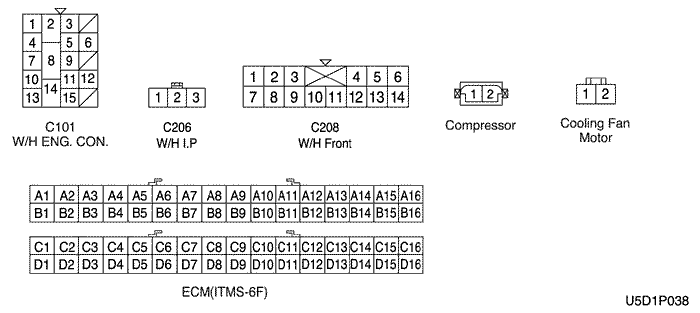 1 2 3
4 5 6
7 8 9
10 11 12
13 14 15
C101
W/H ENG. CON.
1 2 3
C206
W/H I.P
1 2 3 4 5 6
7 8 9 10 11 12 13 14
C208
W/H Front
1 2
Compressor
1 2
Cooling Fan
Motor
A1 A2 A3 A4 A5 A6 A7 A8 A9 A10 A11 A12 A13 A14 A15 A16
B1 B2 B3 B4 B5 B6 B7 B8 B9 B10 B11 B12 B13 B14 B15 B16
C1 C2 C3 C4 C5 C6 C7 C8 C9 C10 C11 C12 C13 C14 C15 C16
D1 D2 D3 D4 D5 D6 D7 D8 D9 D10 D11 D12 D13 D14 D15 D16
ECM(ITMS-6F)
U5D1P038